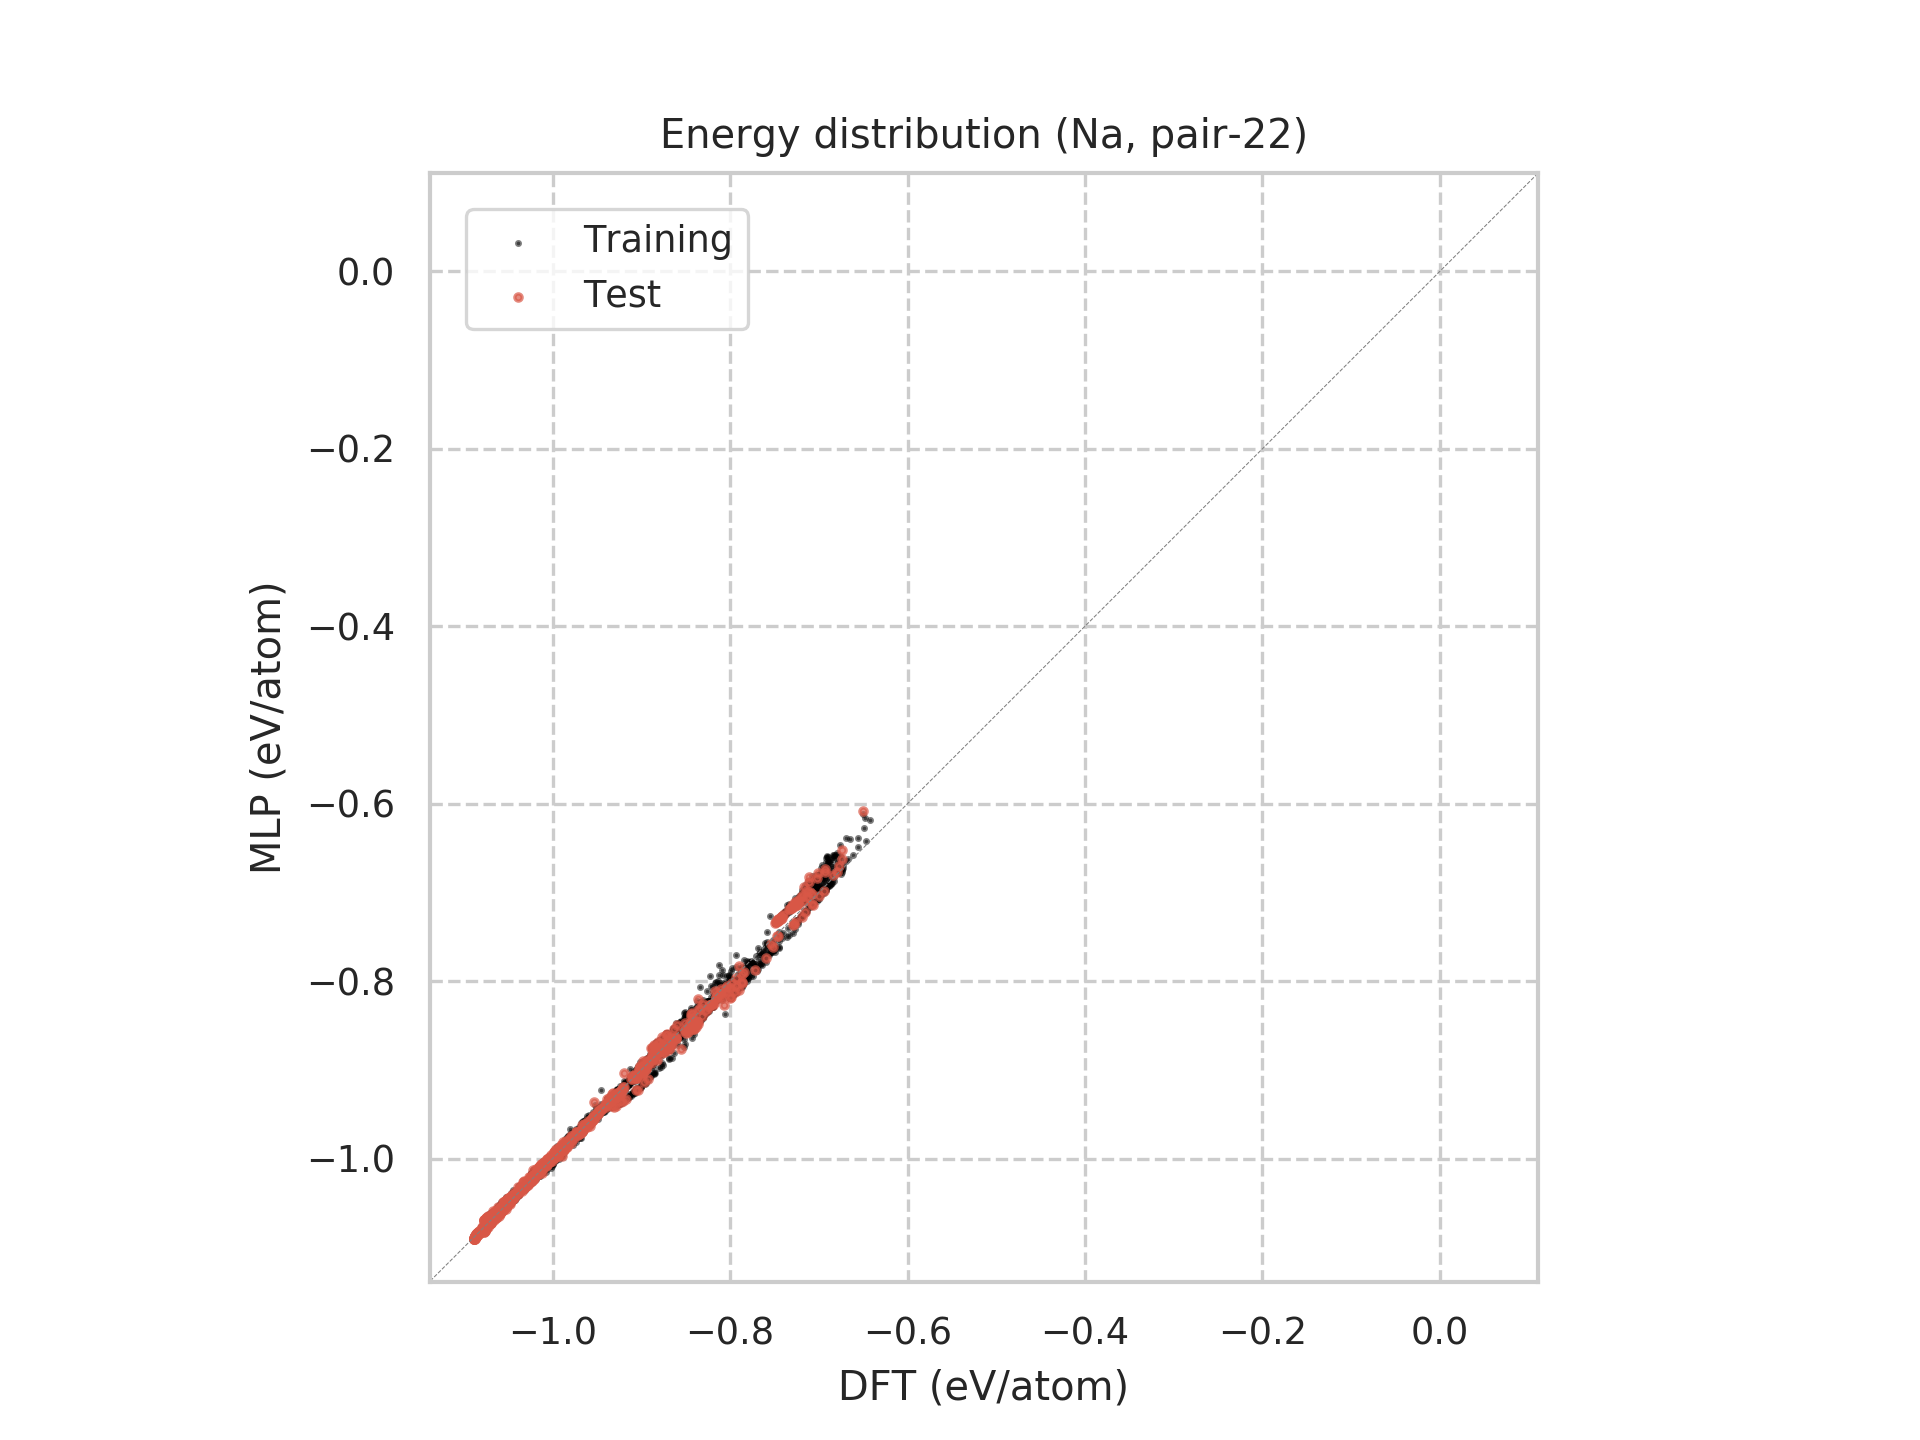 Energy distribution (Na, pair-22)
Training
Test
0.0
−0.2
−0.4
−0.6
−0.8
−1.0
MLP (eV/atom)
−1.0 −0.8 −0.6 −0.4 −0.2 0.0
DFT (eV/atom)